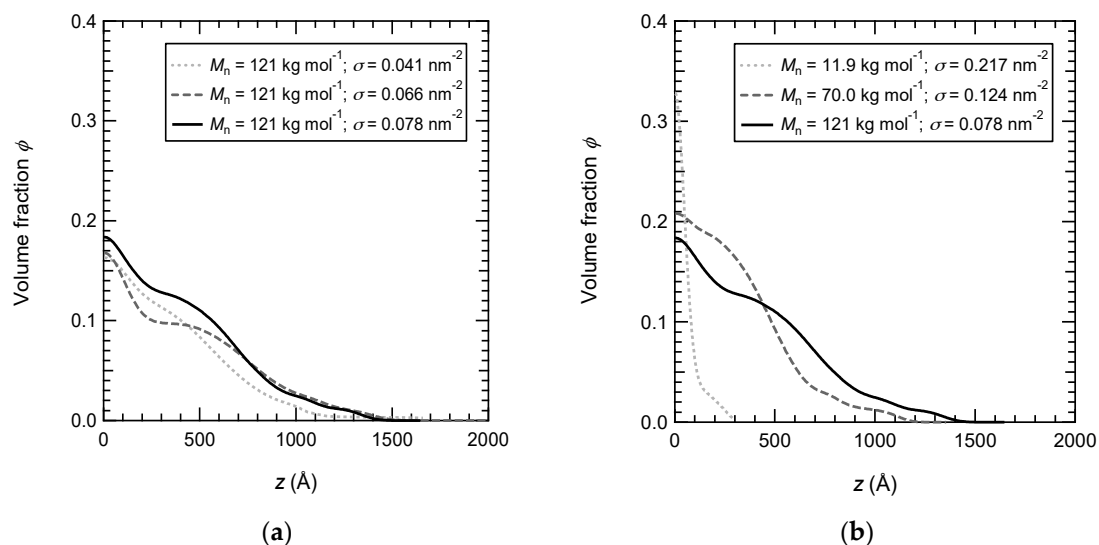 0.4
0.3
0.2
0.1
0.0
Volume fraction ϕ
0
500
1000
1500
2000
z (Å)
Mn = 121 kg mol⁻¹; σ = 0.041 nm⁻²
Mn = 121 kg mol⁻¹; σ = 0.066 nm⁻²
Mn = 121 kg mol⁻¹; σ = 0.078 nm⁻²
(a)
0.4
0.3
0.2
0.1
0.0
Volume fraction ϕ
0
500
1000
1500
2000
z (Å)
Mn = 11.9 kg mol⁻¹; σ = 0.217 nm⁻²
Mn = 70.0 kg mol⁻¹; σ = 0.124 nm⁻²
Mn = 121 kg mol⁻¹; σ = 0.078 nm⁻²
(b)